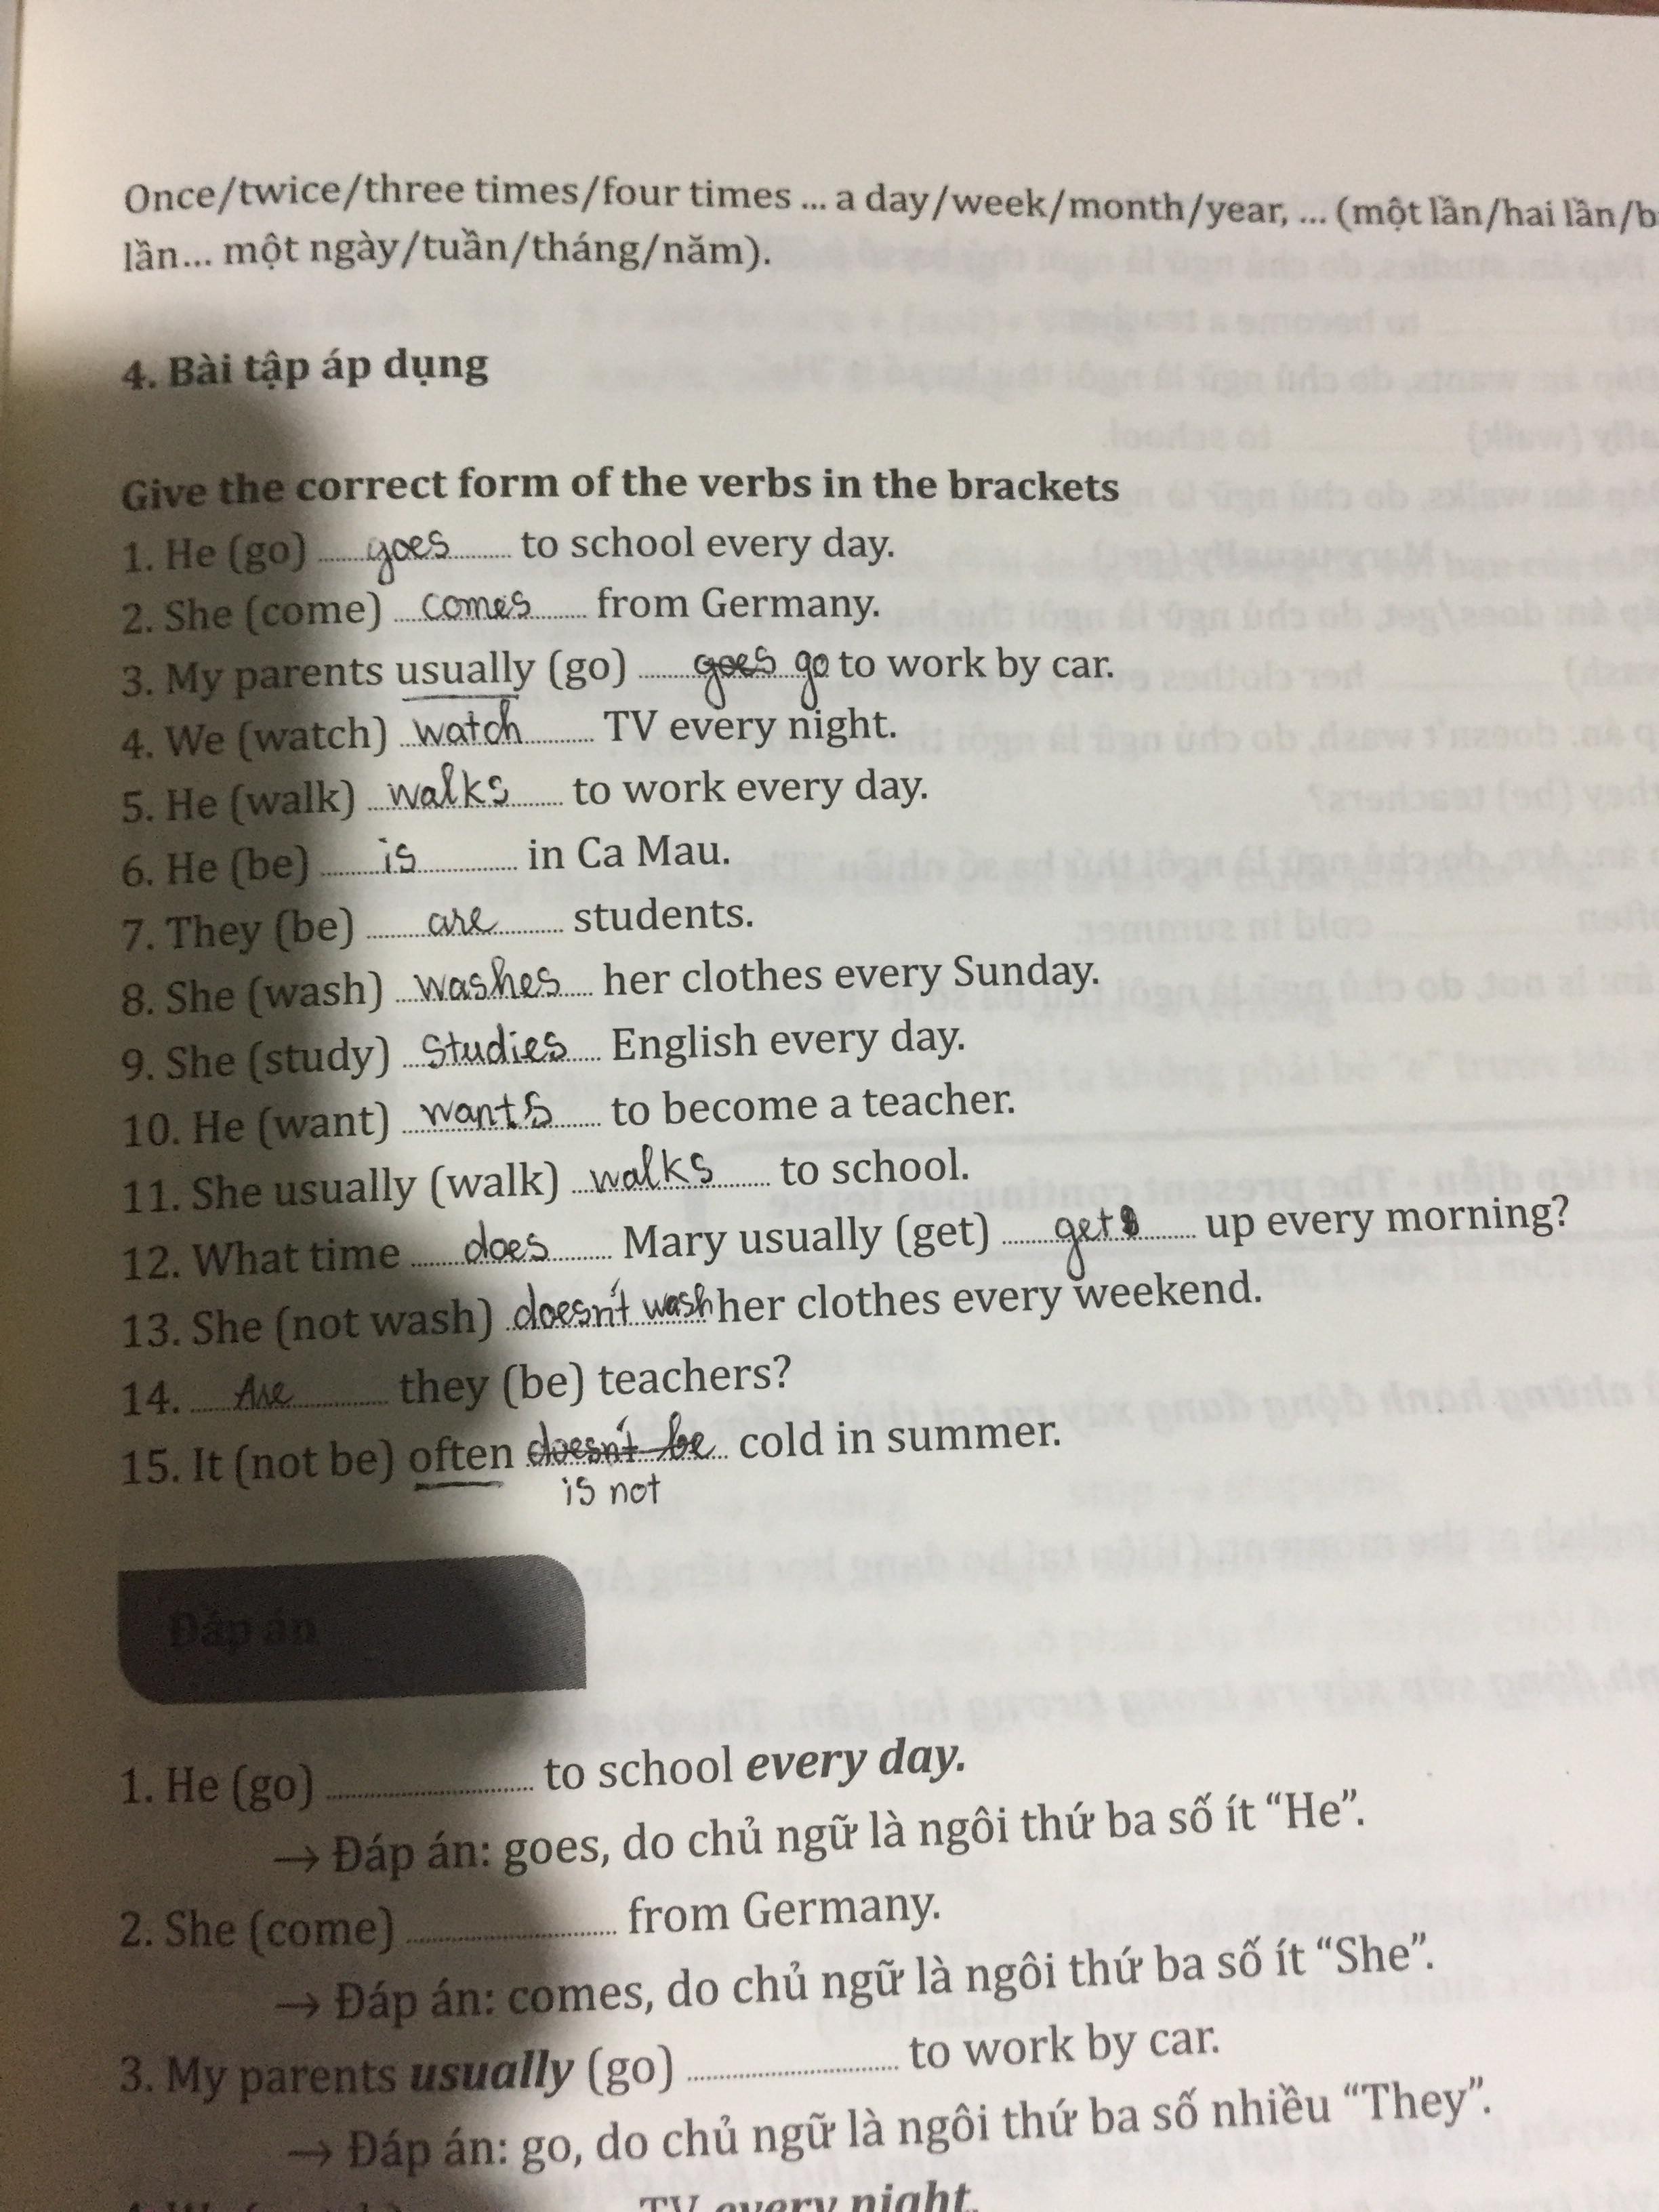 Once/twice/three times/four times ... a day/week/month/year, ... (một lần/hai lần/b
lần... một ngày/tuần/tháng/năm).
4. Bài tập áp dụng
Give the correct form of the verbs in the brackets
1. He (go) goes to school every day.
2. She (come) comes from Germany.
3. My parents usually (go) goes go to work by car.
4. We (watch) watch TV every night.
5. He (walk) walks to work every day.
6. He (be) is in Ca Mau.
7. They (be) are students.
8. She (wash) washes her clothes every Sunday.
9. She (study) studies English every day.
10. He (want) wants to become a teacher.
11. She usually (walk) walks to school.
12. What time does Mary usually (get) get up every morning?
13. She (not wash) doesn't wash her clothes every weekend.
14. Are they (be) teachers?
15. It (not be) often doesn't be cold in summer.
is not
Đáp án
1. He (go) to school every day.
→ Đáp án: goes, do chủ ngữ là ngôi thứ ba số ít “He”.
2. She (come) from Germany.
→ Đáp án: comes, do chủ ngữ là ngôi thứ ba số ít “She”.
3. My parents usually (go) to work by car.
→ Đáp án: go, do chủ ngữ là ngôi thứ ba số nhiều “They”.
TV every night.